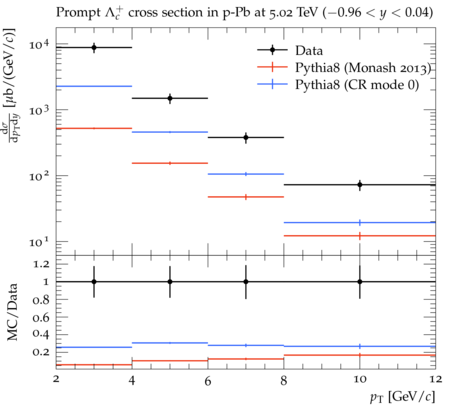 Prompt Λc+ cross section in p-Pb at 5.02 TeV (−0.96 < y < 0.04)
dσ/dpTdy [μb/(GeV/c)]
10^4
10^3
10^2
10^1
Data
Pythia8 (Monash 2013)
Pythia8 (CR mode 0)
MC/Data
1.2
1
0.8
0.6
0.4
0.2
2 4 6 8 10 12
pT [GeV/c]